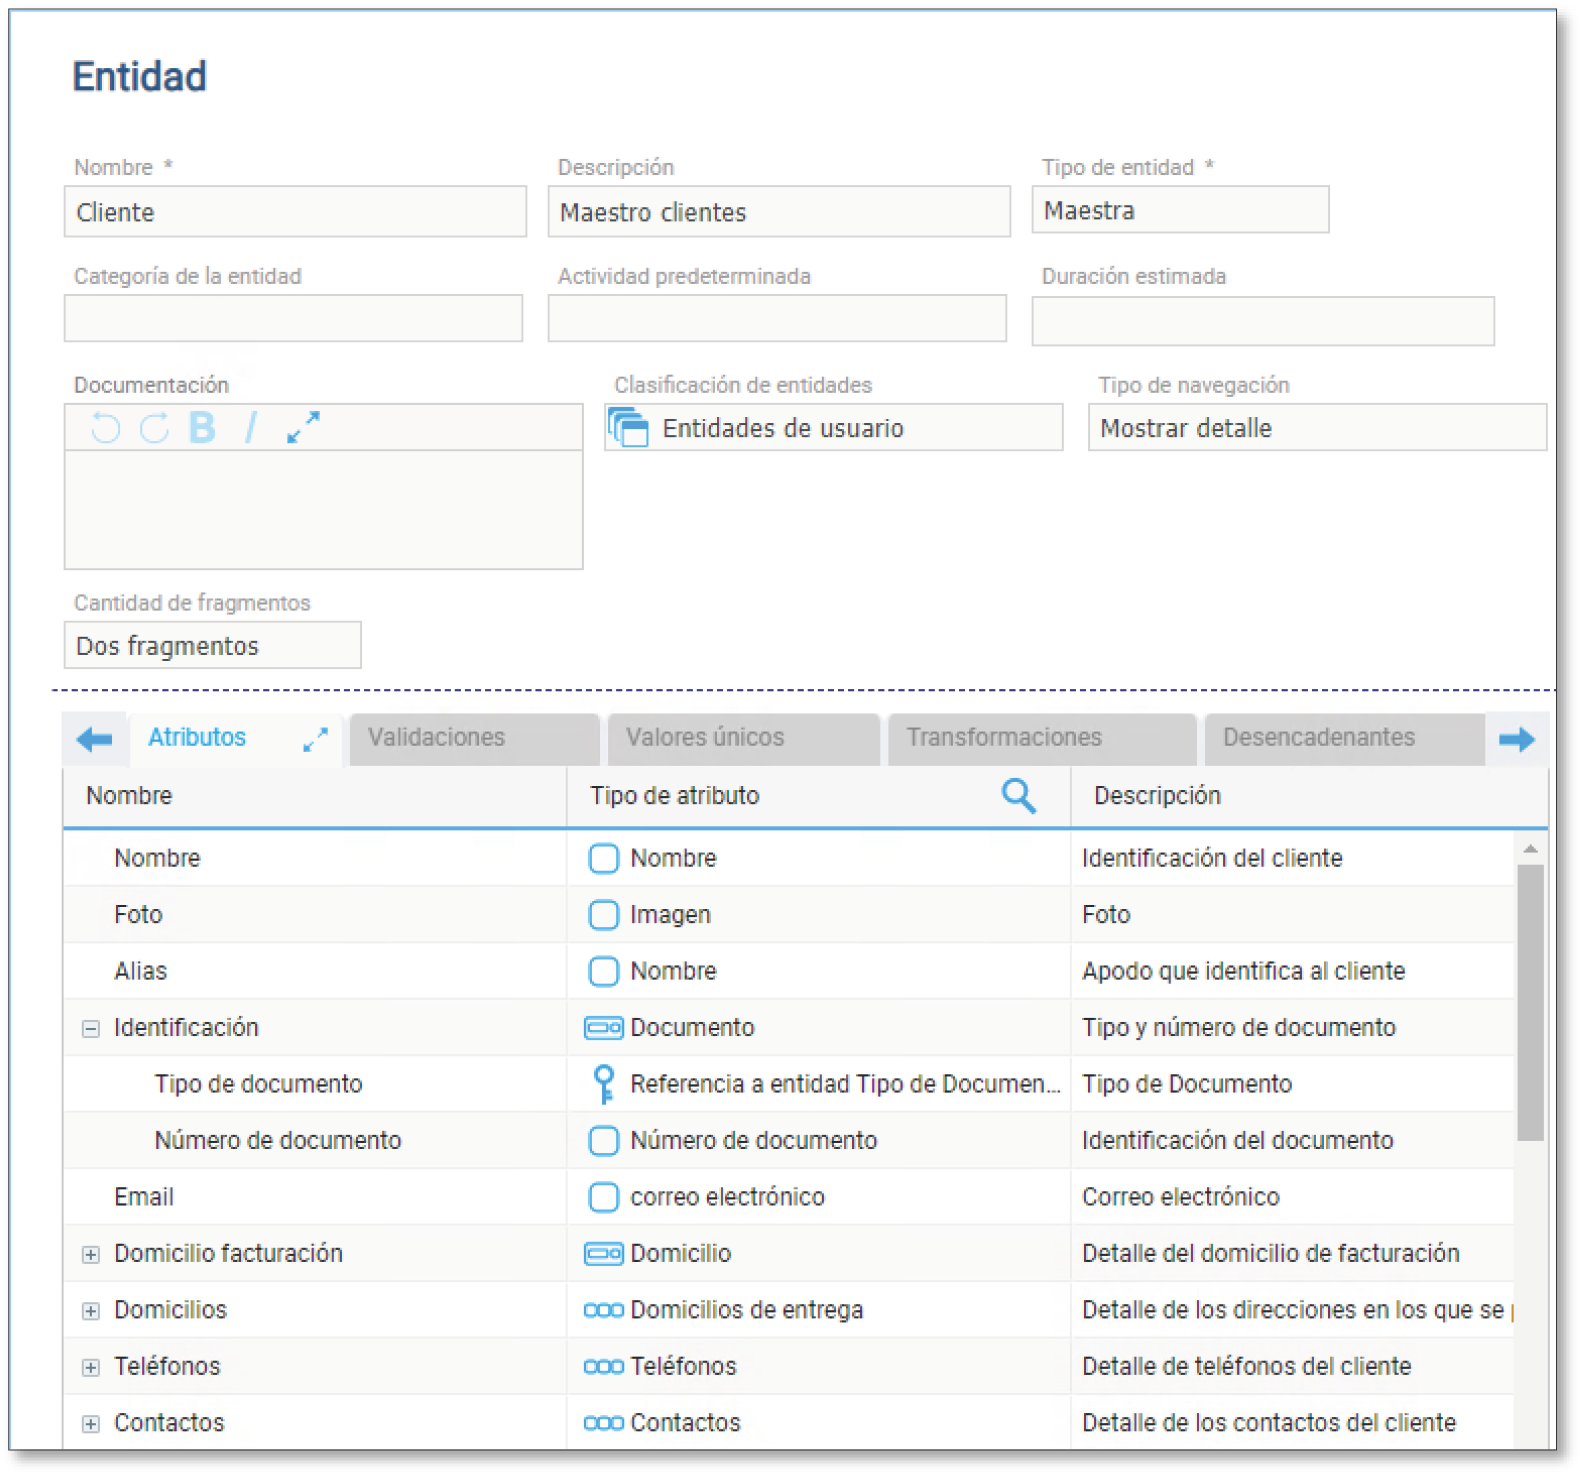 Entidad
Nombre * Descripción Tipo de entidad *
Cliente Maestro clientes Maestra
Categoría de la entidad Actividad predeterminada Duración estimada
Documentación Clasificación de entidades Tipo de navegación
B I Entidades de usuario Mostrar detalle
Cantidad de fragmentos
Dos fragmentos
Atributos Validaciones Valores únicos Transformaciones Desencadenantes
Nombre Tipo de atributo Descripción
Nombre Nombre Identificación del cliente
Foto Imagen Foto
Alias Nombre Apodo que identifica al cliente
Identificación Documento Tipo y número de documento
Tipo de documento Referencia a entidad Tipo de Documen... Tipo de Documento
Número de documento Número de documento Identificación del documento
Email correo electrónico Correo electrónico
Domicilio facturación Domicilio Detalle del domicilio de facturación
Domicilios Domicilios de entrega Detalle de los direcciones en los que se
Teléfonos Teléfonos Detalle de teléfonos del cliente
Contactos Contactos Detalle de los contactos del cliente